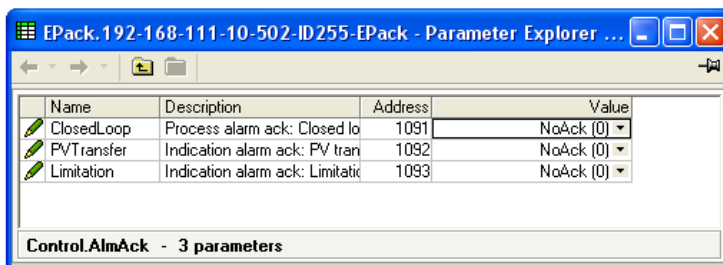 EPack.192-168-111-10-502-ID255-EPack - Parameter Explorer ...
Name Description Address Value
ClosedLoop Process alarm ack: Closed lo 1091 NoAck (0)
PVTransfer Indication alarm ack: PV tran 1092 NoAck (0)
Limitation Indication alarm ack: Limitatic 1093 NoAck (0)
Control.AlmAck - 3 parameters